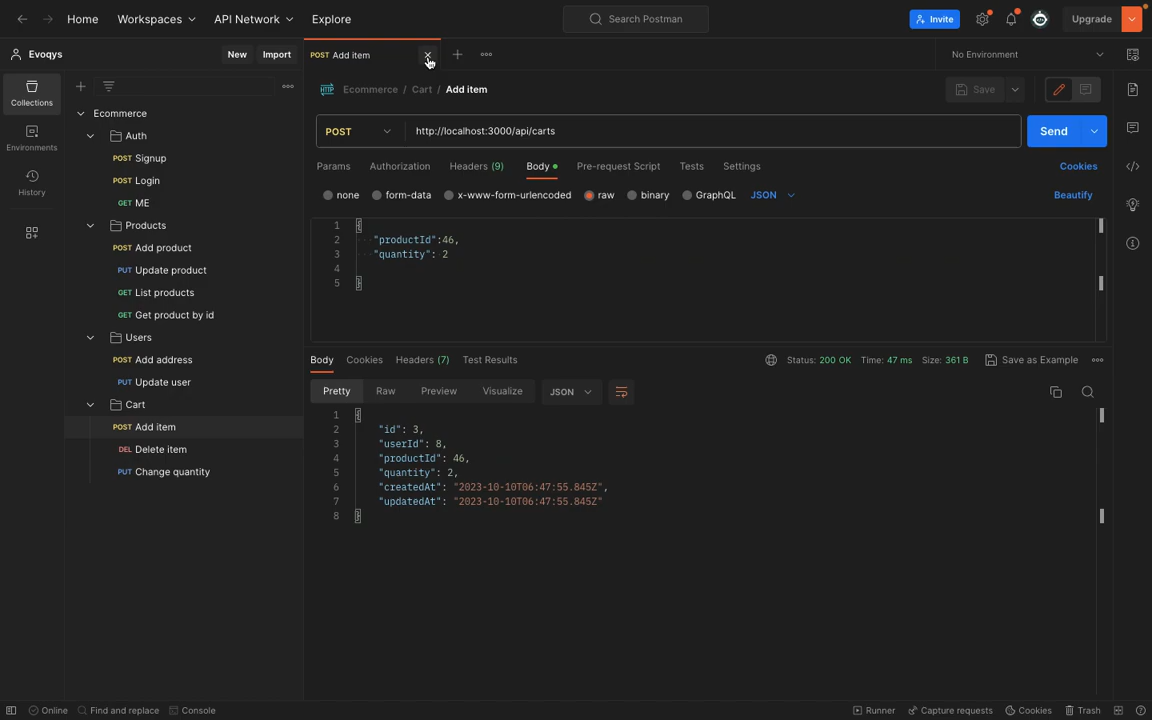 Home Workspaces API Network Explore Search Postman Invite Upgrade
Evoqys New Import POST Add item No Environment
Collections
Environments
History
Ecommerce
Auth
POST Signup
POST Login
GET ME
Products
POST Add product
PUT Update product
GET List products
GET Get product by id
Users
POST Add address
PUT Update user
Cart
POST Add item
DEL Delete item
PUT Change quantity
HTTP Ecommerce / Cart / Add item Save
POST http://localhost:3000/api/carts Send
Params Authorization Headers (9) Body Pre-request Script Tests Settings Cookies
none form-data x-www-form-urlencoded raw binary GraphQL JSON Beautify
1 {
2 "productId":46,
3 "quantity": 2
4
5 }
Body Cookies Headers (7) Test Results Status: 200 OK Time: 47 ms Size: 361 B Save as Example
Pretty Raw Preview Visualize JSON
1 {
2 "id": 3,
3 "userId": 8,
4 "productId": 46,
5 "quantity": 2,
6 "createdAt": "2023-10-10T06:47:55.845Z",
7 "updatedAt": "2023-10-10T06:47:55.845Z"
8 }
Online Find and replace Console Runner Capture requests Cookies Trash